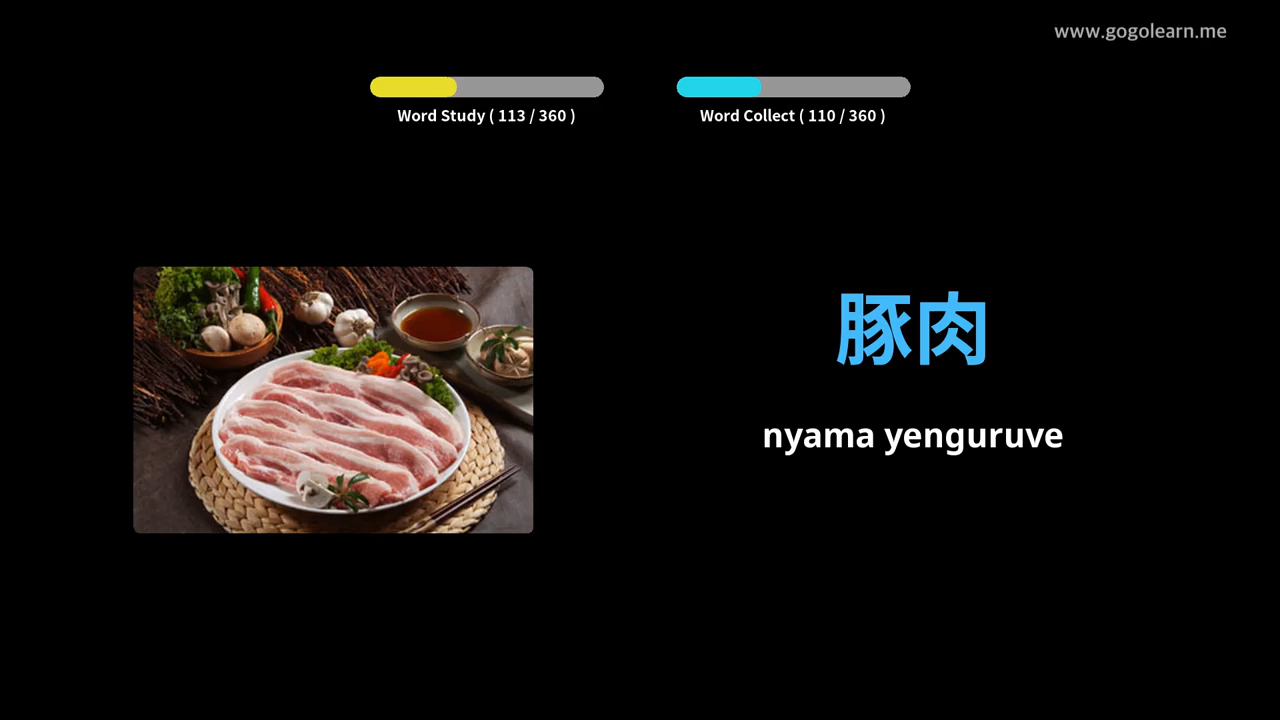 www.gogolearn.me
Word Study ( 113 / 360 )
Word Collect ( 110 / 360 )
豚肉
nyama yenguruve